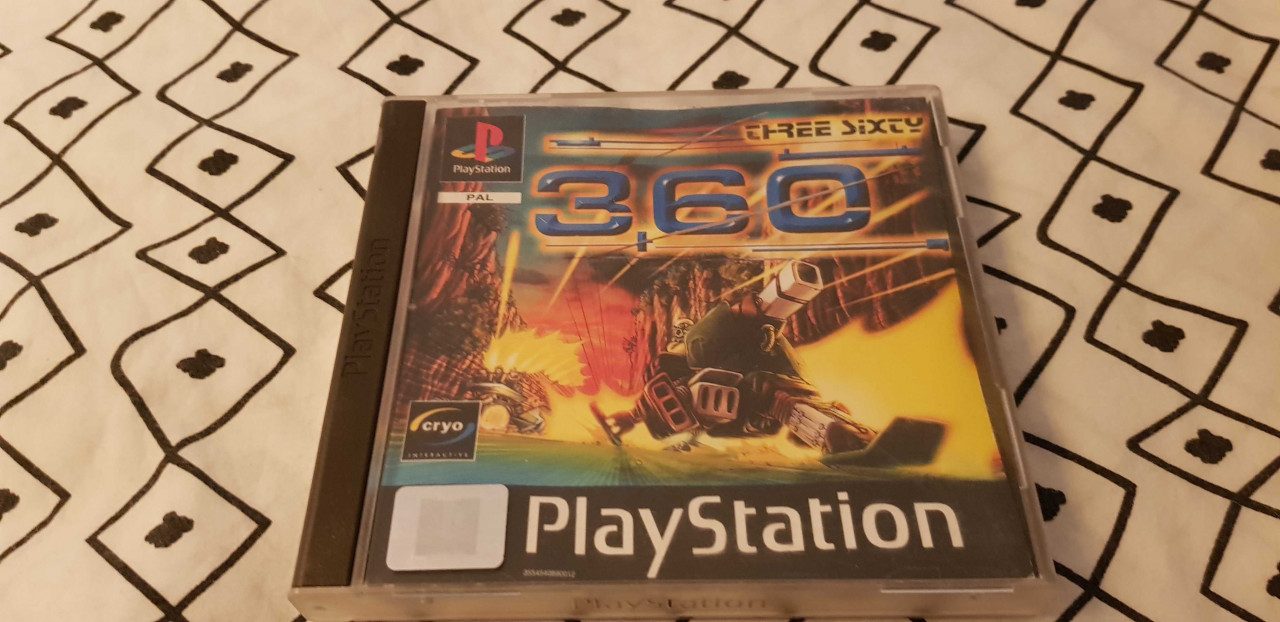 THREE SIXTY
PlayStation
PAL
360
PlayStation
cryo
INTERACTIVE
PlayStation
PlayStation